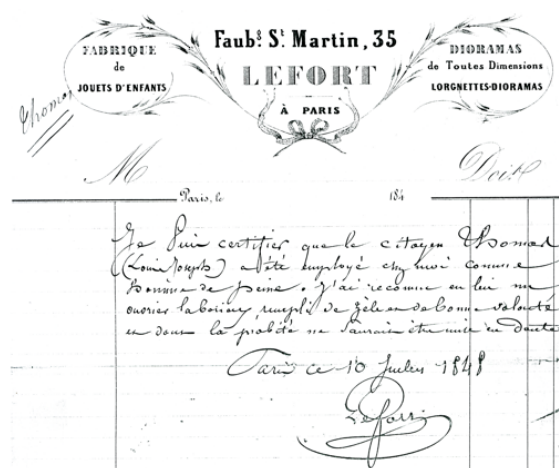 Faubg. St. Martin, 35
FABRIQUE
de
JOUETS D'ENFANTS
LEFORT
À PARIS
DIORAMAS
de Toutes Dimensions
LORGNETTES-DIORAMAS
Thomas
M Doit
Paris, le 184
Je Puis certifier que le citoyen Thomas
(Louis Joseph) a été employé chez moi comme
homme de peine. J'ai reconnu en lui un
ouvrier laborieux rempli de zèle et de bonne volonté
et dont la probité ne saurait être mise en doute
Paris ce 10 Juillet 1848
Lefort